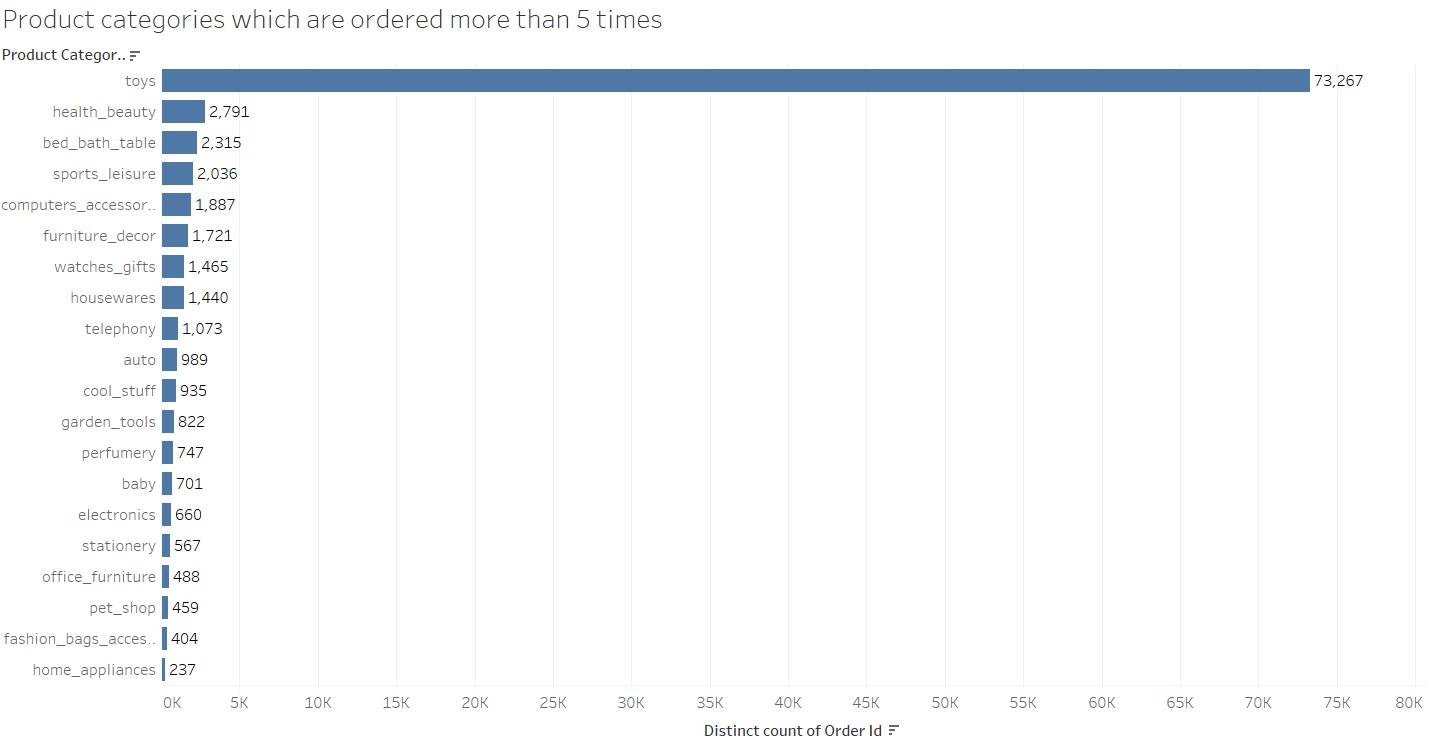 Product categories which are ordered more than 5 times
Product Categor..
toys 73,267
health_beauty 2,791
bed_bath_table 2,315
sports_leisure 2,036
computers_accessor.. 1,887
furniture_decor 1,721
watches_gifts 1,465
housewares 1,440
telephony 1,073
auto 989
cool_stuff 935
garden_tools 822
perfumery 747
baby 701
electronics 660
stationery 567
office_furniture 488
pet_shop 459
fashion_bags_acces.. 404
home_appliances 237
0K 5K 10K 15K 20K 25K 30K 35K 40K 45K 50K 55K 60K 65K 70K 75K 80K
Distinct count of Order Id